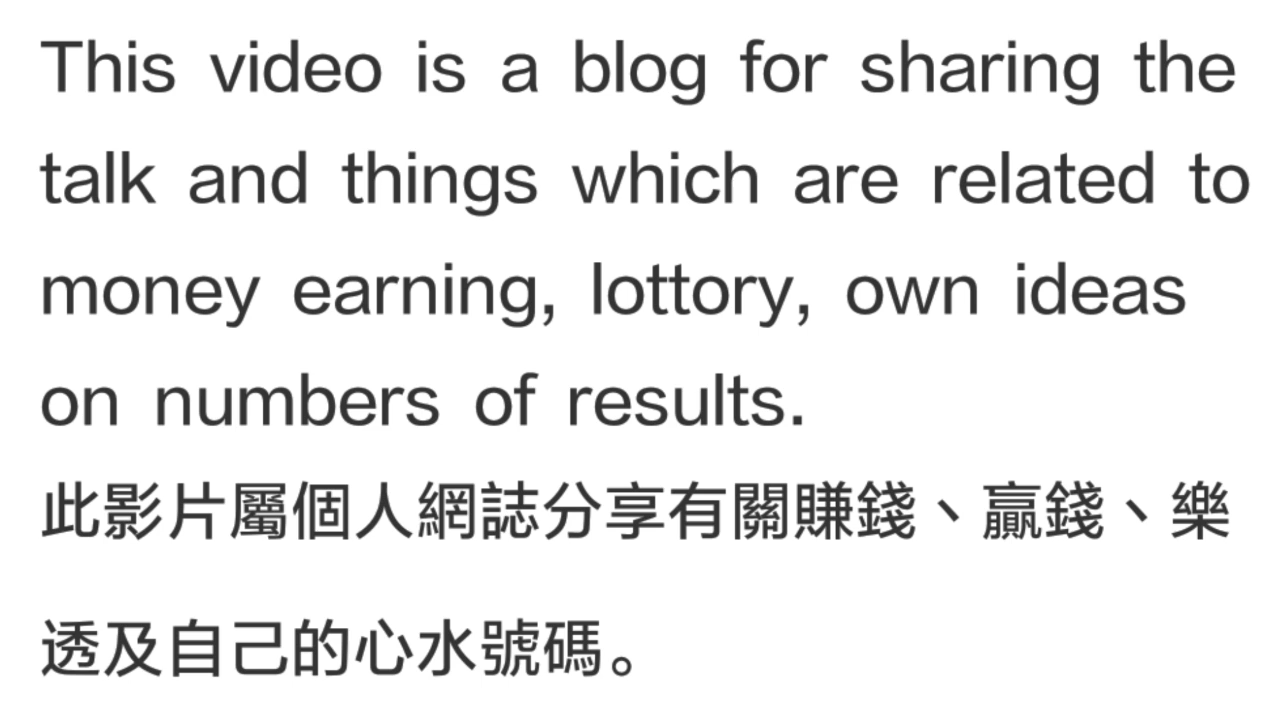 This video is a blog for sharing the
talk and things which are related to
money earning, lottory, own ideas
on numbers of results.
此影片屬個人網誌分享有關賺錢、贏錢、樂
透及自己的心水號碼。